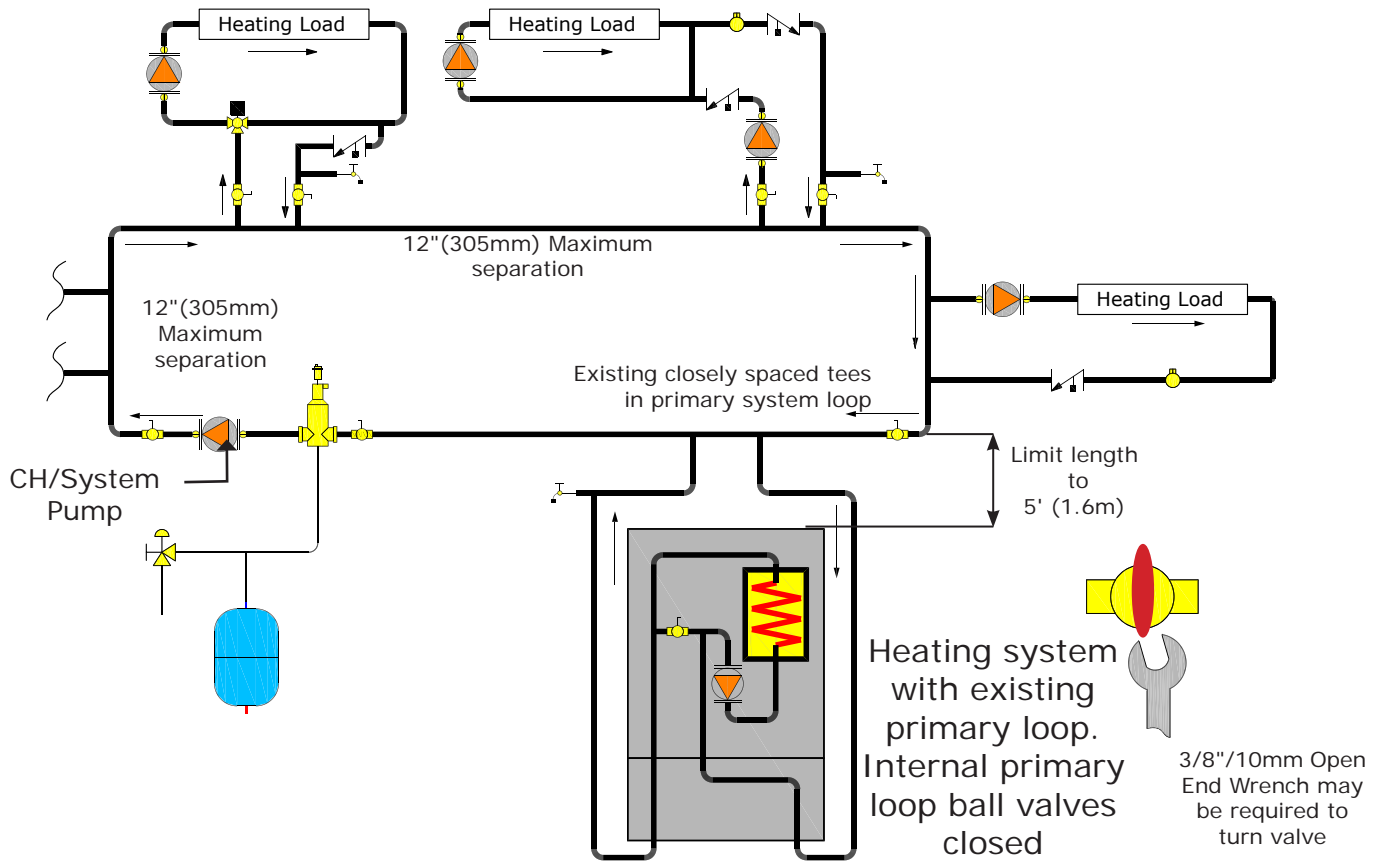 Heating Load
Heating Load
12"(305mm) Maximum
separation
12"(305mm)
Maximum
separation
Heating Load
Existing closely spaced tees
in primary system loop
CH/System
Pump
Limit length
to
5' (1.6m)
Heating system
with existing
primary loop.
Internal primary
loop ball valves
closed
3/8"/10mm Open
End Wrench may
be required to
turn valve